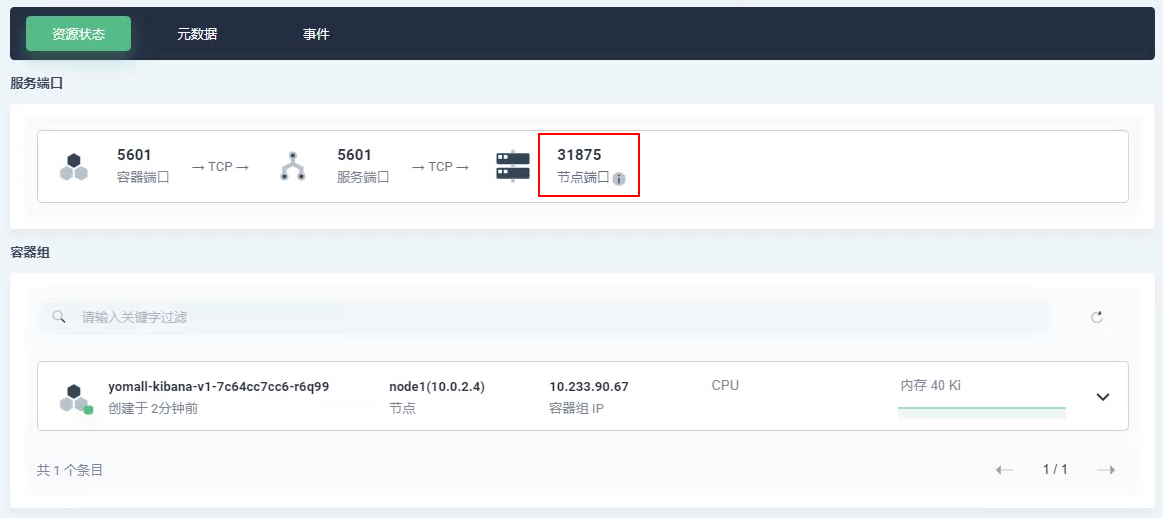 资源状态 元数据 事件
服务端口
5601 → TCP → 5601 → TCP → 31875
容器端口 服务端口 节点端口
容器组
请输入关键字过滤
yomall-kibana-v1-7c64cc7cc6-r6q99 node1(10.0.2.4) 10.233.90.67 CPU 内存 40 Ki
创建于 2分钟前 节点 容器组 IP
共 1 个条目 1 / 1